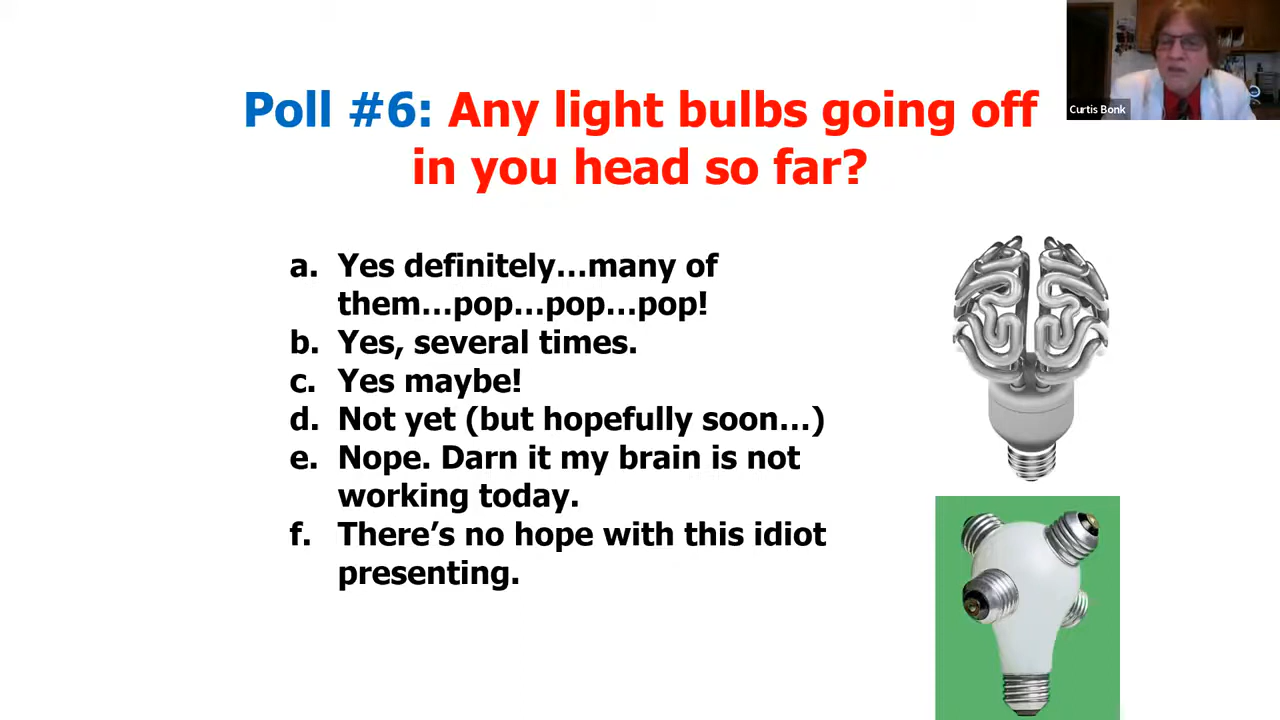 Poll #6: Any light bulbs going off
in you head so far?
Curtis Bonk
a. Yes definitely...many of
them...pop...pop...pop!
b. Yes, several times.
c. Yes maybe!
d. Not yet (but hopefully soon...)
e. Nope. Darn it my brain is not
working today.
f. There’s no hope with this idiot
presenting.